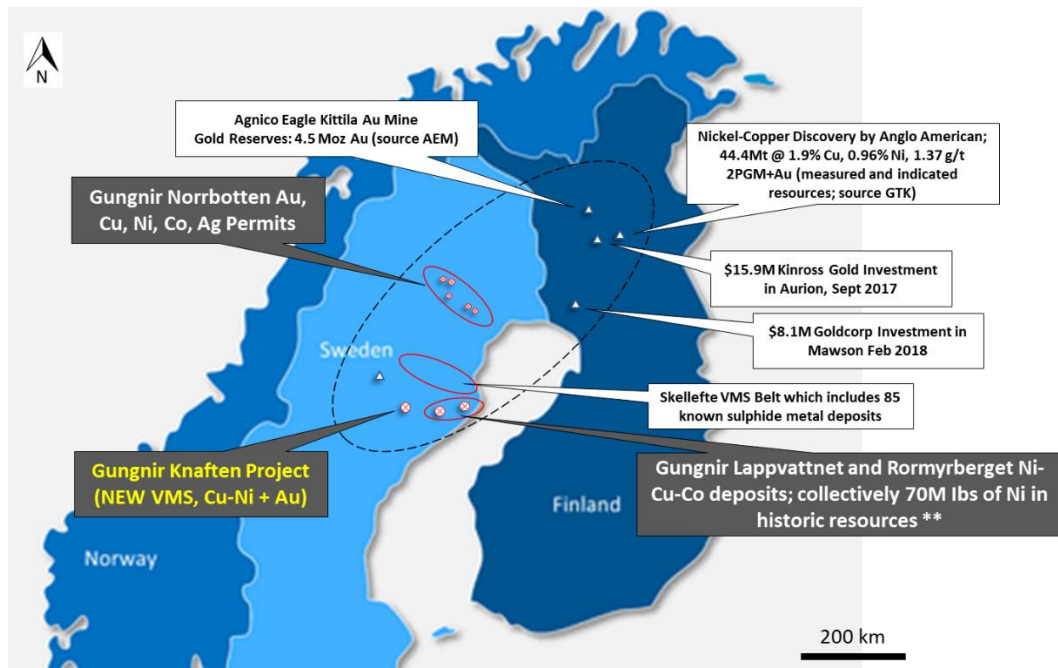 N
Agnico Eagle Kittila Au Mine
Gold Reserves: 4.5 Moz Au (source AEM)
Nickel-Copper Discovery by Anglo American;
44.4Mt @ 1.9% Cu, 0.96% Ni, 1.37 g/t
2PGM+Au (measured and indicated
resources; source GTK)
Gungnir Norrbotten Au,
Cu, Ni, Co, Ag Permits
$15.9M Kinross Gold Investment
in Aurion, Sept 2017
$8.1M Goldcorp Investment in
Mawson Feb 2018
Sweden
Skellefte VMS Belt which includes 85
known sulphide metal deposits
Gungnir Knaften Project
(NEW VMS, Cu-Ni + Au)
Gungnir Lappvattnet and Rormyrberget Ni-
Cu-Co deposits; collectively 70M Ibs of Ni in
historic resources **
Finland
Norway
200 km